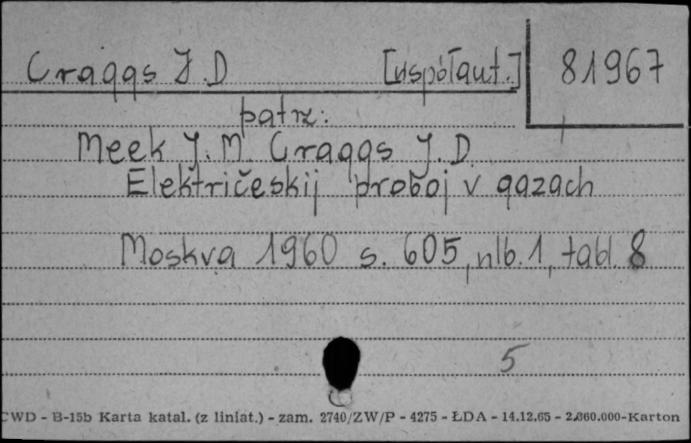 Craggs J.D [współaut.] 81967
patrz:
Meek J.M. Craggs J.D.
Električeskij proboj v gazach
Moskva 1960 s. 605, nlb. 1, tabl. 8
5
CWD - B-15b Karta katal. (z liniat.) - zam. 2740/ZW/P - 4275 - ŁDA - 14.12.65 - 2.860.000-Karton